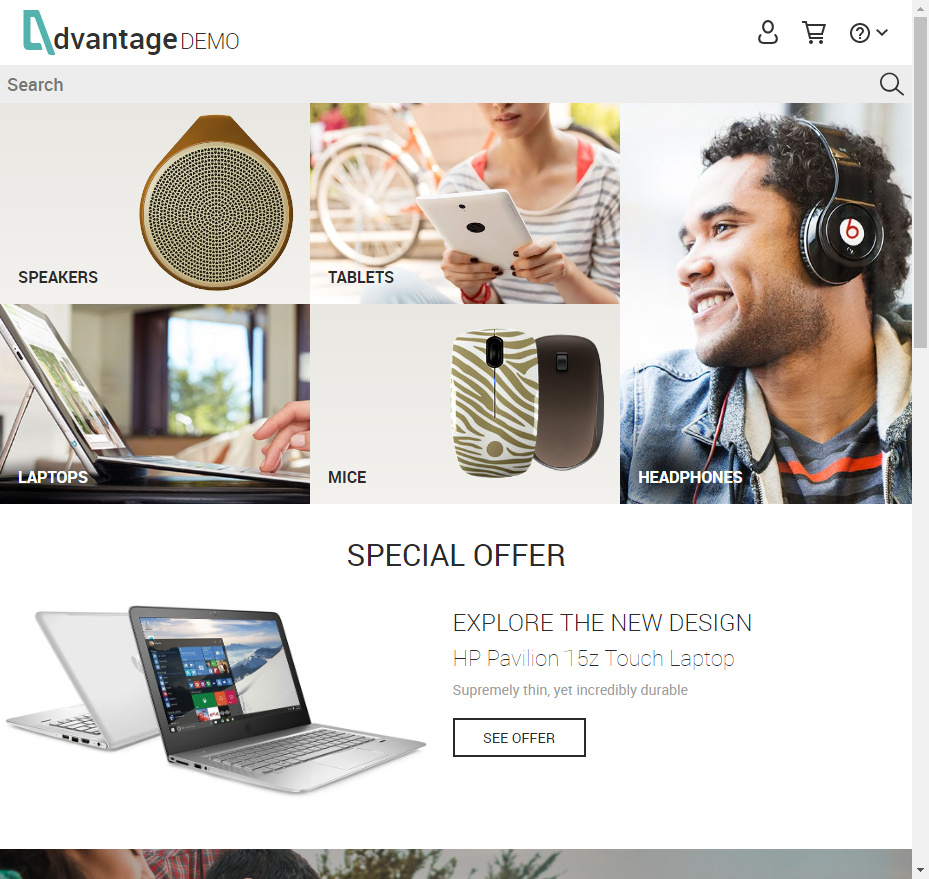 dvantage DEMO
Search
SPEAKERS
TABLETS
LAPTOPS
MICE
HEADPHONES
SPECIAL OFFER
EXPLORE THE NEW DESIGN
HP Pavilion 15z Touch Laptop
Supremely thin, yet incredibly durable
SEE OFFER